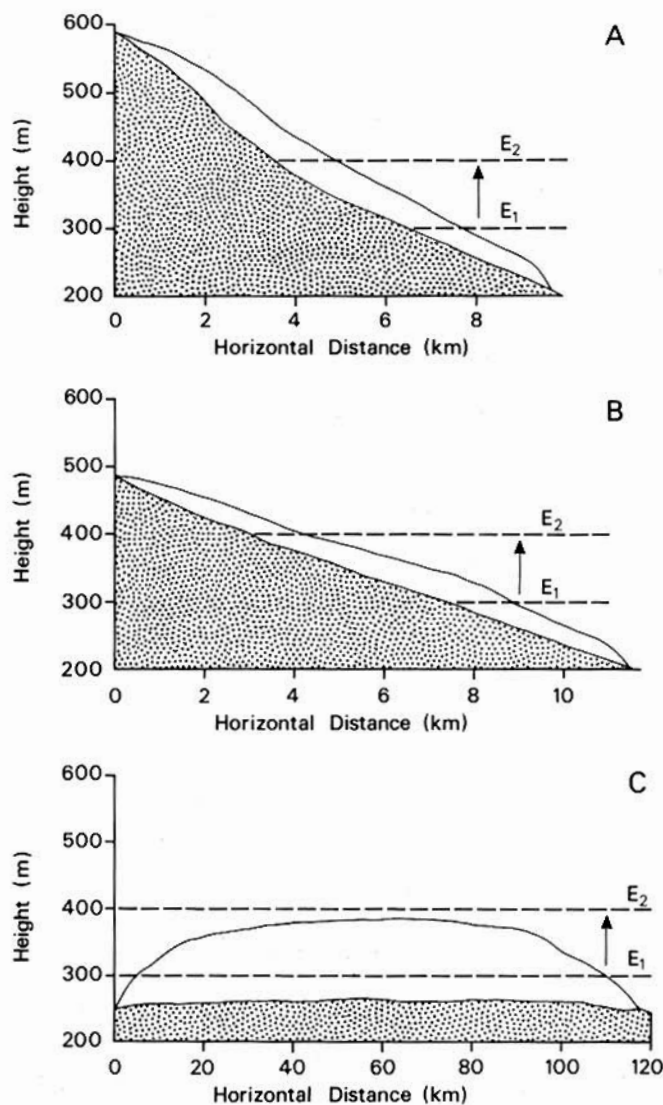 A
600
500
400
300
200
Height (m)
E2
E1
0 2 4 6 8
Horizontal Distance (km)
B
600
500
400
300
200
Height (m)
E2
E1
0 2 4 6 8 10
Horizontal Distance (km)
C
600
500
400
300
200
Height (m)
E2
E1
0 20 40 60 80 100 120
Horizontal Distance (km)